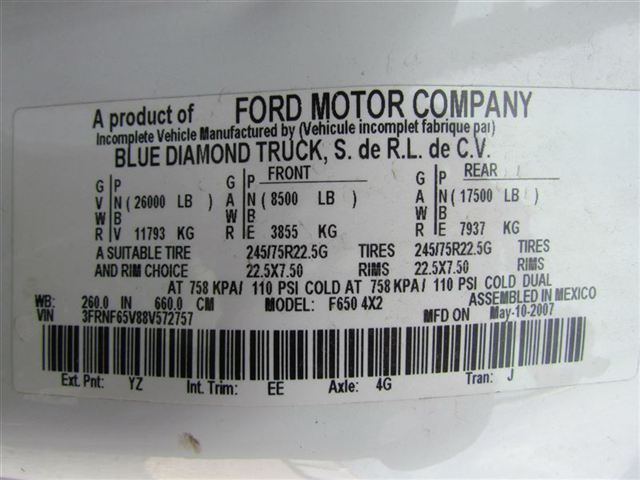 A product of FORD MOTOR COMPANY
Incomplete Vehicle Manufactured by (Vehicule incomplet fabrique par)
BLUE DIAMOND TRUCK, S. de R.L. de C.V.
FRONT REAR
G P G P G P
V N ( 26000 LB ) A N ( 8500 LB ) A N ( 17500 LB )
W B W B W B
R V 11793 KG R E 3855 KG R E 7937 KG
A SUITABLE TIRE 245/75R22.5G TIRES 245/75R22.5G TIRES
AND RIM CHOICE 22.5X7.50 RIMS 22.5X7.50 RIMS
AT 758 KPA/ 110 PSI COLD AT 758 KPA/ 110 PSI COLD DUAL
WB: 260.0 IN 660.0 CM MODEL: F650 4X2 ASSEMBLED IN MEXICO
VIN 3FRNF65V88V572757 MFD ON May-10-2007
Ext. Pnt: YZ Int. Trim: EE Axle: 4G Tran: J